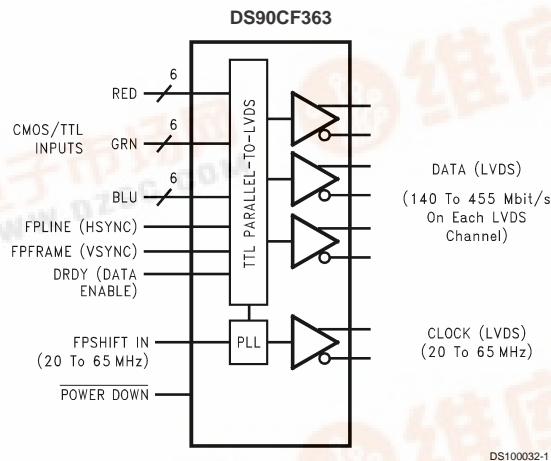 DS90CF363
6
RED
6
CMOS/TTL
INPUTS
GRN
6
BLU
FPLINE (HSYNC)
FPFRAME (VSYNC)
DRDY (DATA
ENABLE)
FPSHIFT IN
(20 To 65 MHz)
POWER DOWN
TTL PARALLEL-TO-LVDS
PLL
DATA (LVDS)
(140 To 455 Mbit/s
On Each LVDS
Channel)
CLOCK (LVDS)
(20 To 65 MHz)
DS100032-1